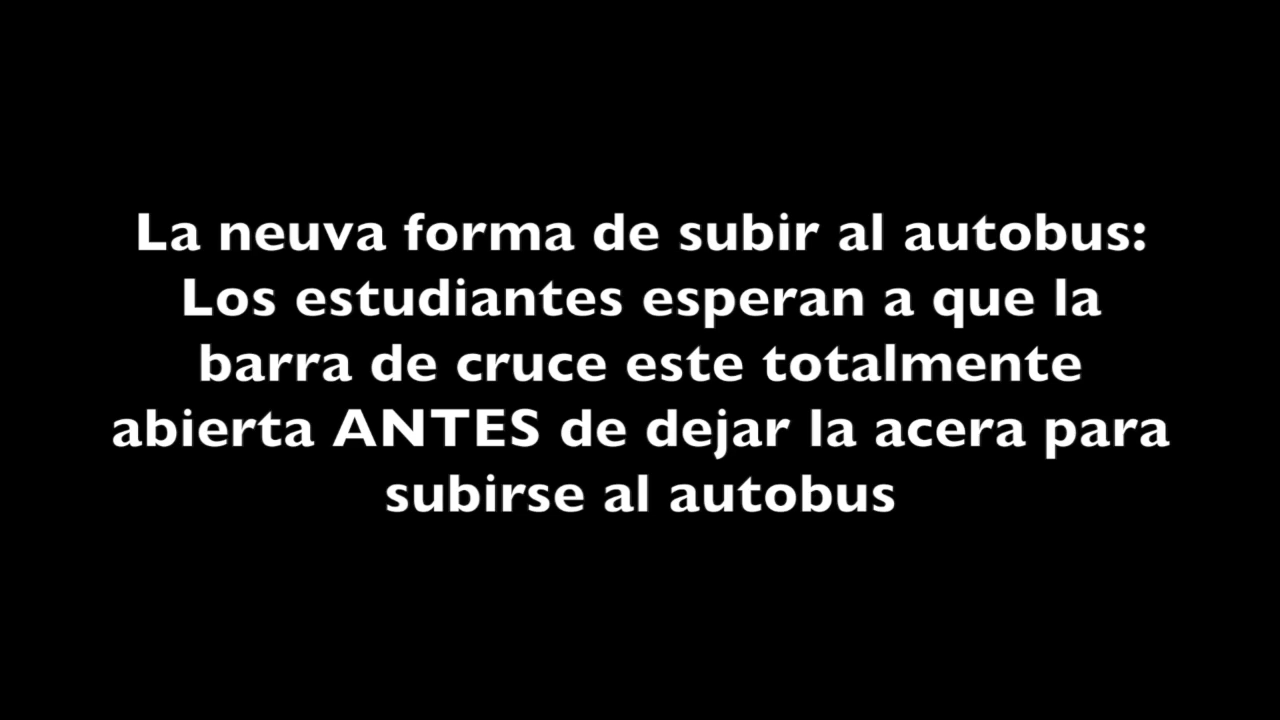 La neuva forma de subir al autobus:
Los estudiantes esperan a que la
barra de cruce este totalmente
abierta ANTES de dejar la acera para
subirse al autobus